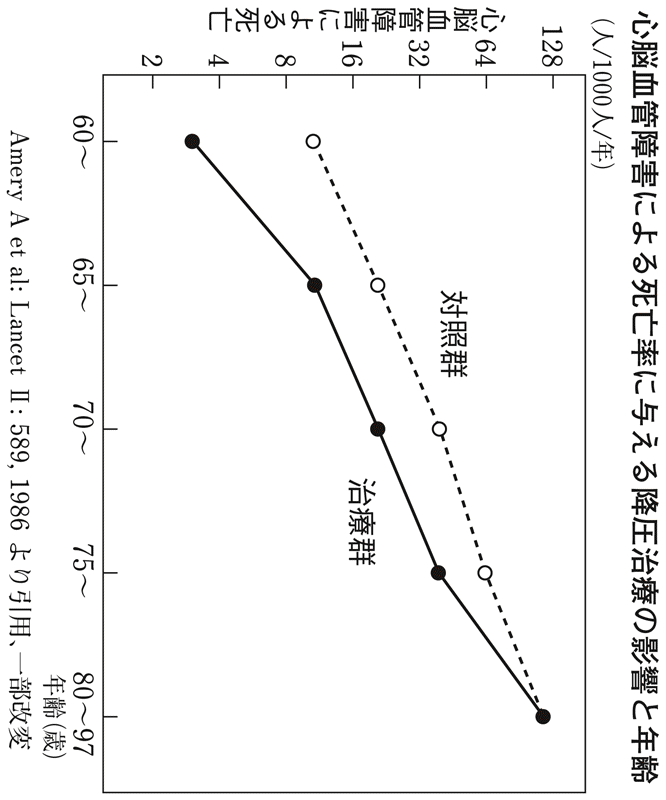 心脳血管障害による死亡率に与える降圧治療の影響と年齢
(人/1000人/年)
心脳血管障害による死亡
128
64
32
16
8
4
2
対照群
治療群
60〜
65〜
70〜
75〜
80〜97
年齢(歳)
Amery A et al: Lancet Ⅱ: 589, 1986 より引用、一部改変